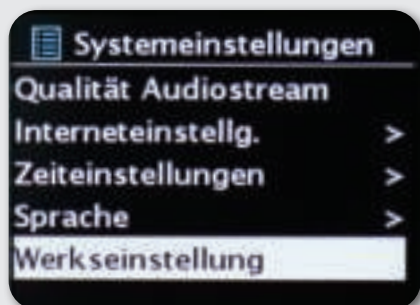 Systemeinstellungen
Qualität Audiostream
Interneteinstellg. >
Zeiteinstellungen >
Sprache >
Werkseinstellung